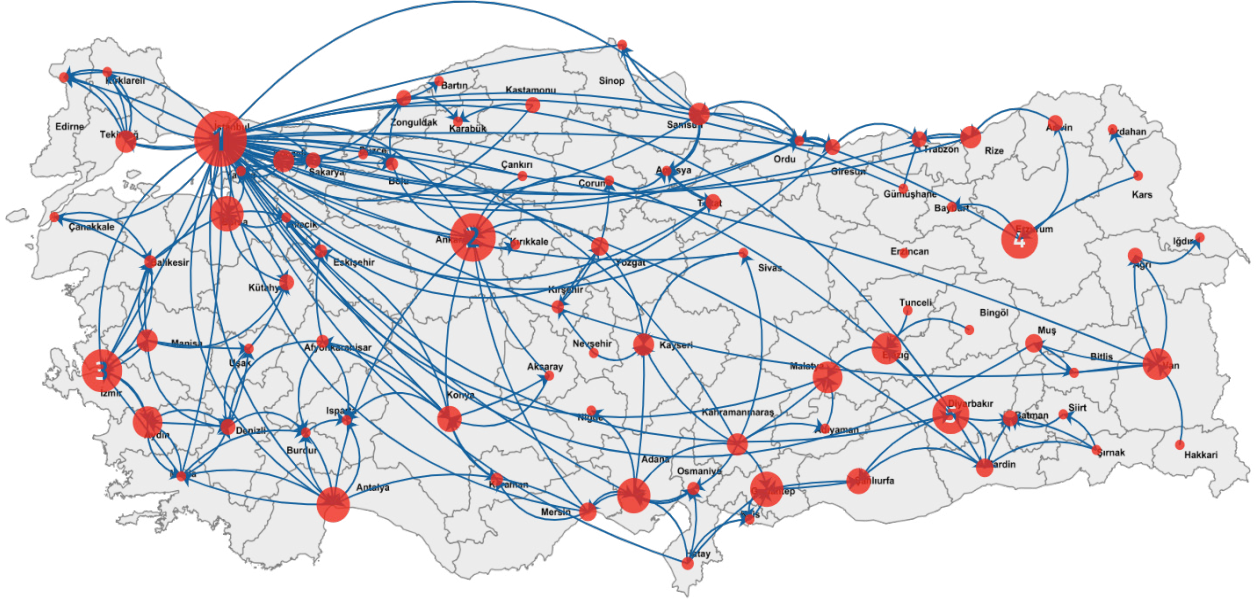 Sinop
Kırklareli
Bartın
Kastamonu
Edirne
Zonguldak
Karabük
Samsun
İstanbul
1
Ordu
Trabzon
Rize
Artvin
Ardahan
Sakarya
Bolu
Çankırı
Çorum
Amasya
Giresun
Gümüşhane
Kars
Tokat
Bayburt
Çanakkale
Bilecik
Ankara
2
Kırıkkale
Yozgat
Erzurum
4
Iğdır
Balıkesir
Eskişehir
Sivas
Erzincan
Ağrı
Kütahya
Kırşehir
Tunceli
Bingöl
Manisa
Afyonkarahisar
Uşak
Nevşehir
Kayseri
Elazığ
Muş
Bitlis
Van
3
İzmir
Aksaray
Malatya
Konya
Niğde
Kahramanmaraş
Diyarbakır
5
Batman
Siirt
Isparta
Aydın
Denizli
Adıyaman
Burdur
Şırnak
Hakkari
Adana
Osmaniye
Mardin
Antalya
Karaman
Gaziantep
Şanlıurfa
Mersin
Hatay